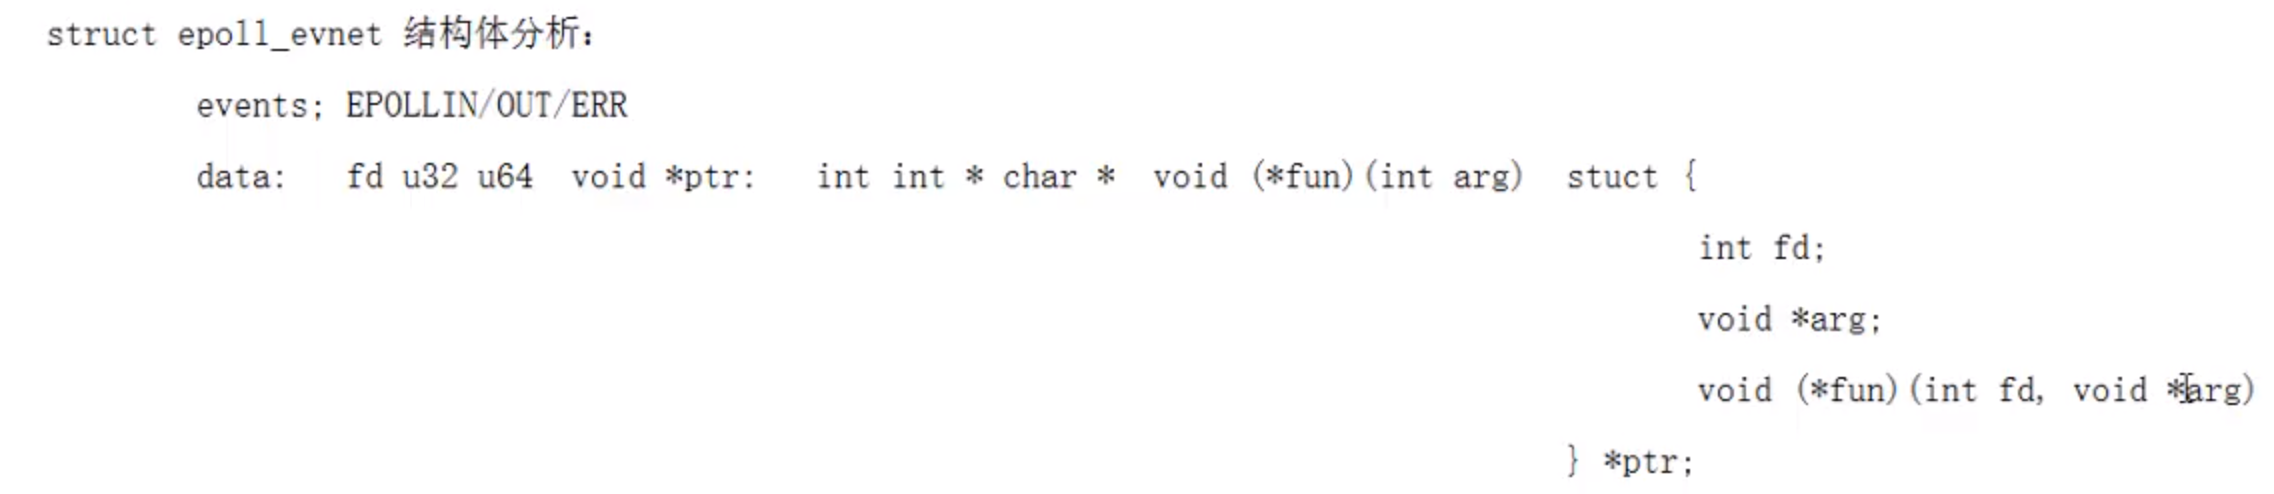 struct epoll_evnet 结构体分析：
events; EPOLLIN/OUT/ERR
data: fd u32 u64 void *ptr: int int * char * void (*fun)(int arg) stuct {
int fd;
void *arg;
void (*fun)(int fd, void *arg)
} *ptr;